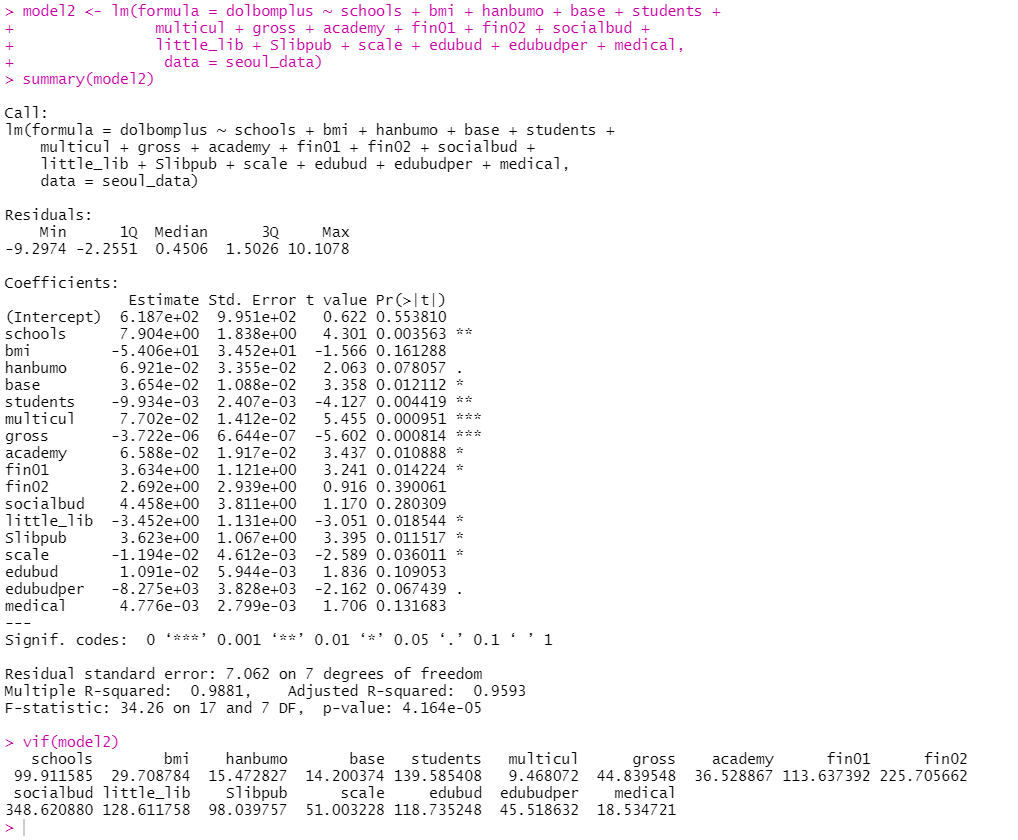 > model2 <- lm(formula = dolbomplus ~ schools + bmi + hanbumo + base + students +
+                multicul + gross + academy + fin01 + fin02 + socialbud +
+                little_lib + Slibpub + scale + edubud + edubudper + medical,
+                 data = seoul_data)
> summary(model2)

Call:
lm(formula = dolbomplus ~ schools + bmi + hanbumo + base + students +
    multicul + gross + academy + fin01 + fin02 + socialbud +
    little_lib + Slibpub + scale + edubud + edubudper + medical,
    data = seoul_data)

Residuals:
    Min      1Q  Median      3Q     Max
-9.2974 -2.2551  0.4506  1.5026 10.1078

Coefficients:
              Estimate Std. Error t value Pr(>|t|)
(Intercept)  6.187e+02  9.951e+02   0.622 0.553810
schools      7.904e+00  1.838e+00   4.301 0.003563 **
bmi         -5.406e+01  3.452e+01  -1.566 0.161288
hanbumo      6.921e-02  3.355e-02   2.063 0.078057 .
base         3.654e-02  1.088e-02   3.358 0.012112 *
students    -9.934e-03  2.407e-03  -4.127 0.004419 **
multicul     7.702e-02  1.412e-02   5.455 0.000951 ***
gross       -3.722e-06  6.644e-07  -5.602 0.000814 ***
academy      6.588e-02  1.917e-02   3.437 0.010888 *
fin01        3.634e+00  1.121e+00   3.241 0.014224 *
fin02        2.692e+00  2.939e+00   0.916 0.390061
socialbud    4.458e+00  3.811e+00   1.170 0.280309
little_lib  -3.452e+00  1.131e+00  -3.051 0.018544 *
Slibpub      3.623e+00  1.067e+00   3.395 0.011517 *
scale       -1.194e-02  4.612e-03  -2.589 0.036011 *
edubud       1.091e-02  5.944e-03   1.836 0.109053
edubudper   -8.275e+03  3.828e+03  -2.162 0.067439 .
medical      4.776e-03  2.799e-03   1.706 0.131683
---
Signif. codes:  0 ‘***’ 0.001 ‘**’ 0.01 ‘*’ 0.05 ‘.’ 0.1 ‘ ’ 1

Residual standard error: 7.062 on 7 degrees of freedom
Multiple R-squared:  0.9881,    Adjusted R-squared:  0.9593
F-statistic: 34.26 on 17 and 7 DF,  p-value: 4.164e-05

> vif(model2)
   schools        bmi    hanbumo       base   students   multicul      gross    academy      fin01      fin02
 99.911585  29.708784  15.472827  14.200374 139.585408   9.468072  44.839548  36.528867 113.637392 225.705662
 socialbud little_lib    Slibpub      scale     edubud  edubudper    medical
348.620880 128.611758  98.039757  51.003228 118.735248  45.518632  18.534721
>